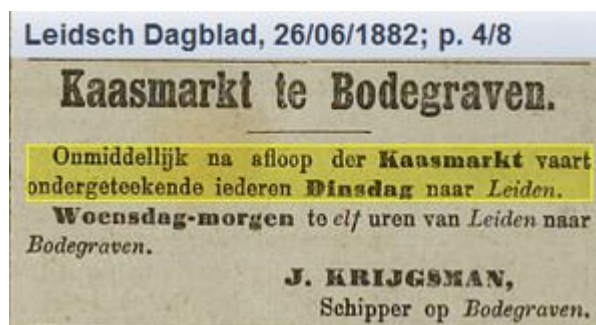 Leidsch Dagblad, 26/06/1882; p. 4/8
Kaasmarkt te Bodegraven.
Onmiddellijk na afloop der Kaasmarkt vaart
ondergeteekende iederen Dinsdag naar Leiden.
Woensdag-morgen te elf uren van Leiden naar
Bodegraven.
J. KRIJGSMAN,
Schipper op Bodegraven.